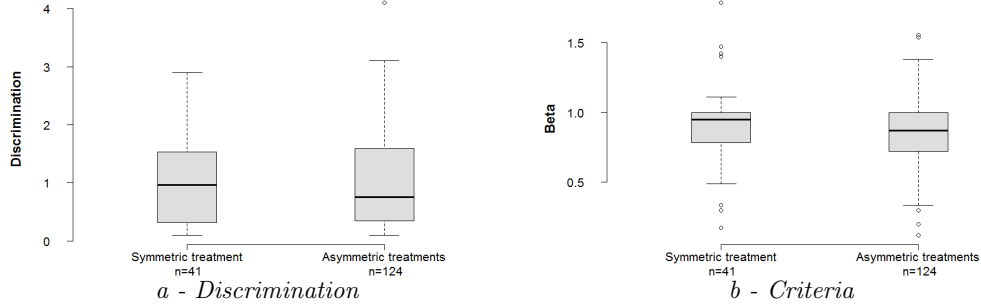 Discrimination
4
3
2
1
0
Symmetric treatment
n=41
Asymmetric treatments
n=124
a - Discrimination
Beta
1.5
1.0
0.5
Symmetric treatment
n=41
Asymmetric treatments
n=124
b - Criteria